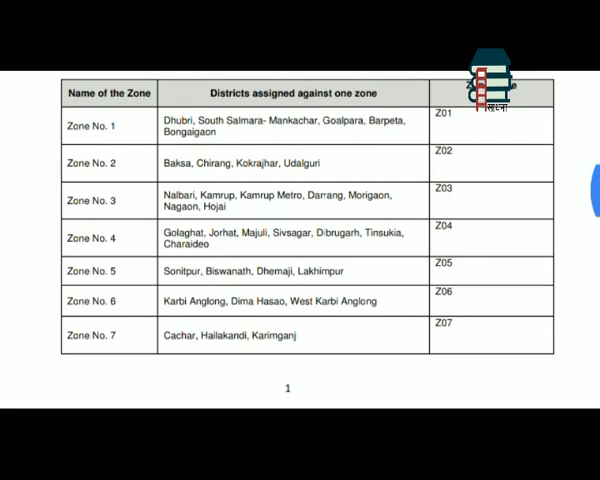 Name of the Zone Districts assigned against one zone
Zone No. 1 Dhubri, South Salmara- Mankachar, Goalpara, Barpeta, Bongaigaon Z01
Zone No. 2 Baksa, Chirang, Kokrajhar, Udalguri Z02
Zone No. 3 Nalbari, Kamrup, Kamrup Metro, Darrang, Morigaon, Nagaon, Hojai Z03
Zone No. 4 Golaghat, Jorhat, Majuli, Sivsagar, Dibrugarh, Tinsukia, Charaideo Z04
Zone No. 5 Sonitpur, Biswanath, Dhemaji, Lakhimpur Z05
Zone No. 6 Karbi Anglong, Dima Hasao, West Karbi Anglong Z06
Zone No. 7 Cachar, Hailakandi, Karimganj Z07
1